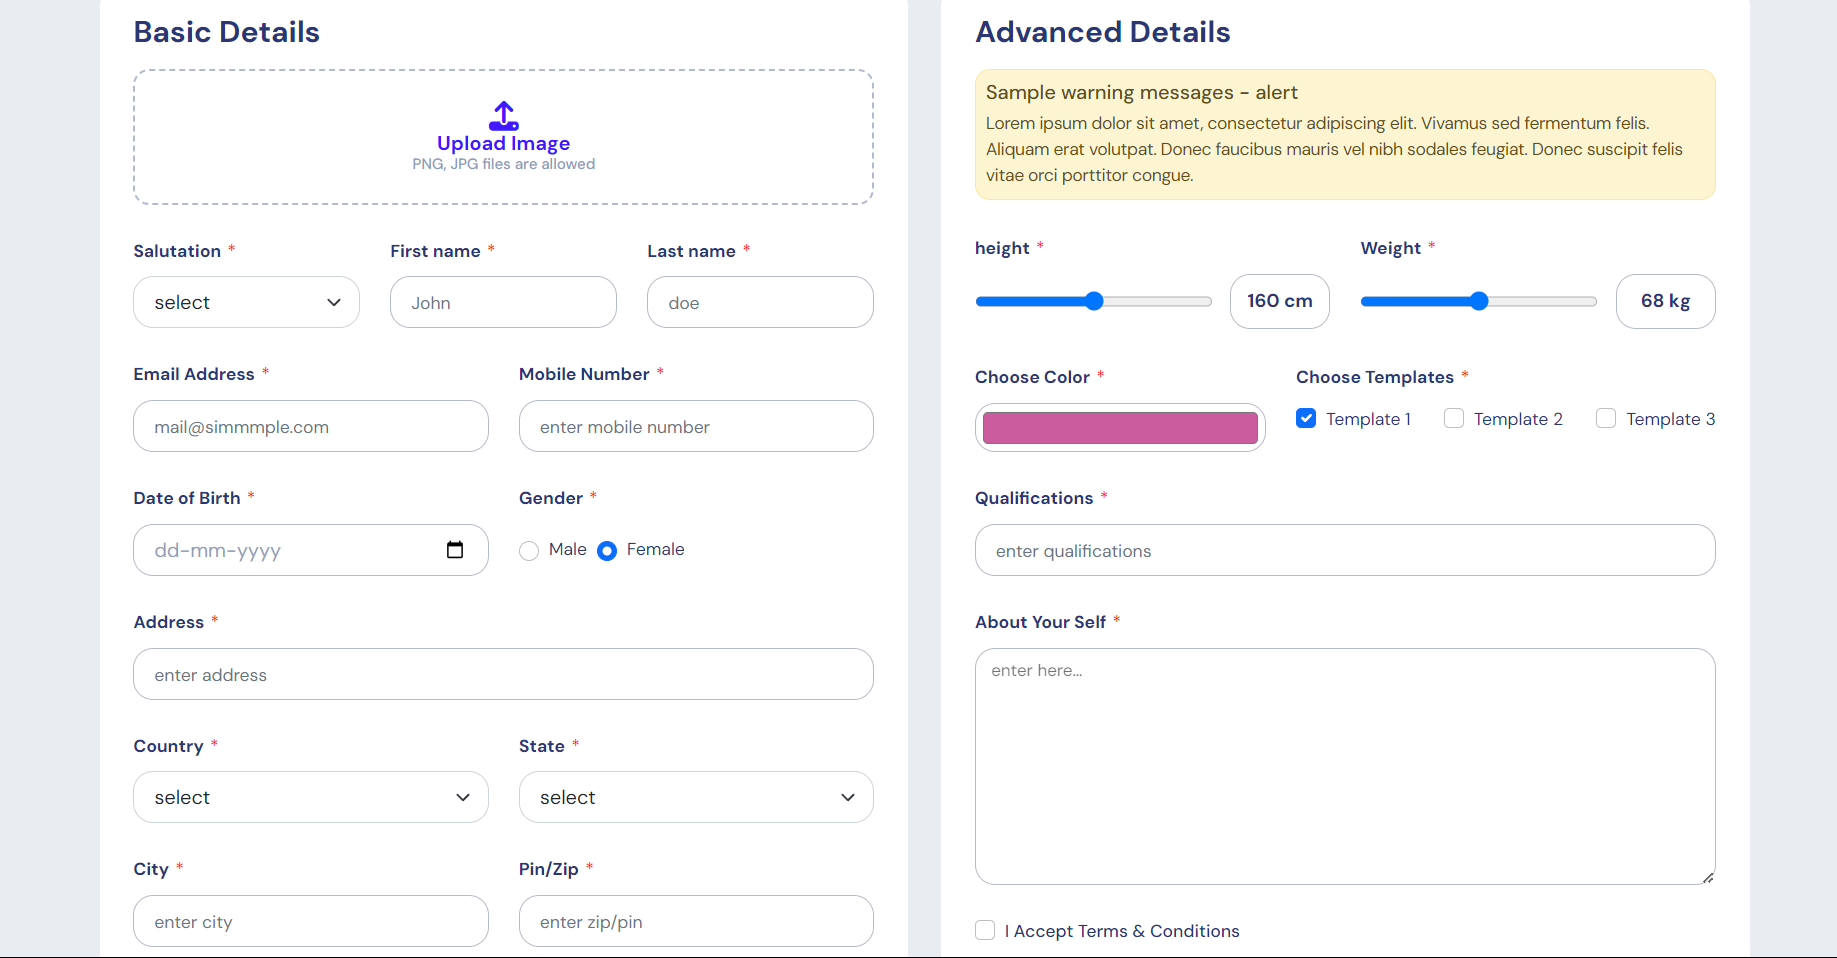 Basic Details
Upload Image
PNG, JPG files are allowed
Salutation * First name * Last name *
select John doe
Email Address * Mobile Number *
mail@simmmple.com enter mobile number
Date of Birth * Gender *
dd-mm-yyyy Male Female
Address *
enter address
Country * State *
select select
City * Pin/Zip *
enter city enter zip/pin
Advanced Details
Sample warning messages - alert
Lorem ipsum dolor sit amet, consectetur adipiscing elit. Vivamus sed fermentum felis.
Aliquam erat volutpat. Donec faucibus mauris vel nibh sodales feugiat. Donec suscipit felis
vitae orci porttitor congue.
height * Weight *
160 cm 68 kg
Choose Color * Choose Templates *
Template 1 Template 2 Template 3
Qualifications *
enter qualifications
About Your Self *
enter here...
I Accept Terms & Conditions